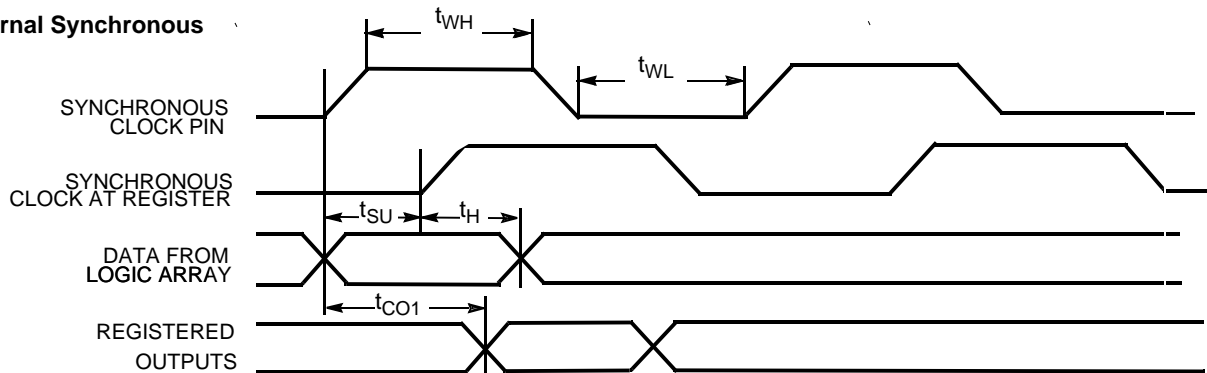 rnal Synchronous
tWH
tWL
SYNCHRONOUS
CLOCK PIN
SYNCHRONOUS
CLOCK AT REGISTER
tSU
tH
DATA FROM
LOGIC ARRAY
tCO1
REGISTERED
OUTPUTS